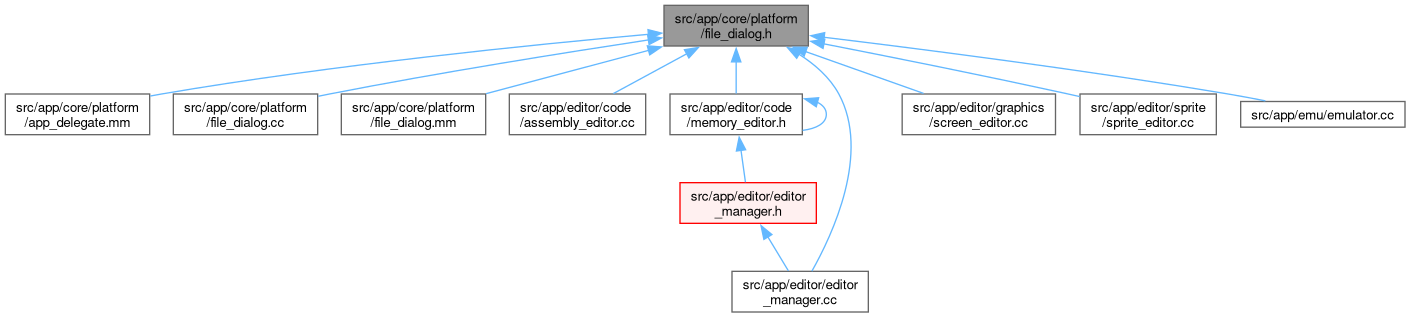 src/app/core/platform
/file_dialog.h
src/app/core/platform
/app_delegate.mm
src/app/core/platform
/file_dialog.cc
src/app/core/platform
/file_dialog.mm
src/app/editor/code
/assembly_editor.cc
src/app/editor/code
/memory_editor.h
src/app/editor/graphics
/screen_editor.cc
src/app/editor/sprite
/sprite_editor.cc
src/app/emu/emulator.cc
src/app/editor/editor
_manager.h
src/app/editor/editor
_manager.cc